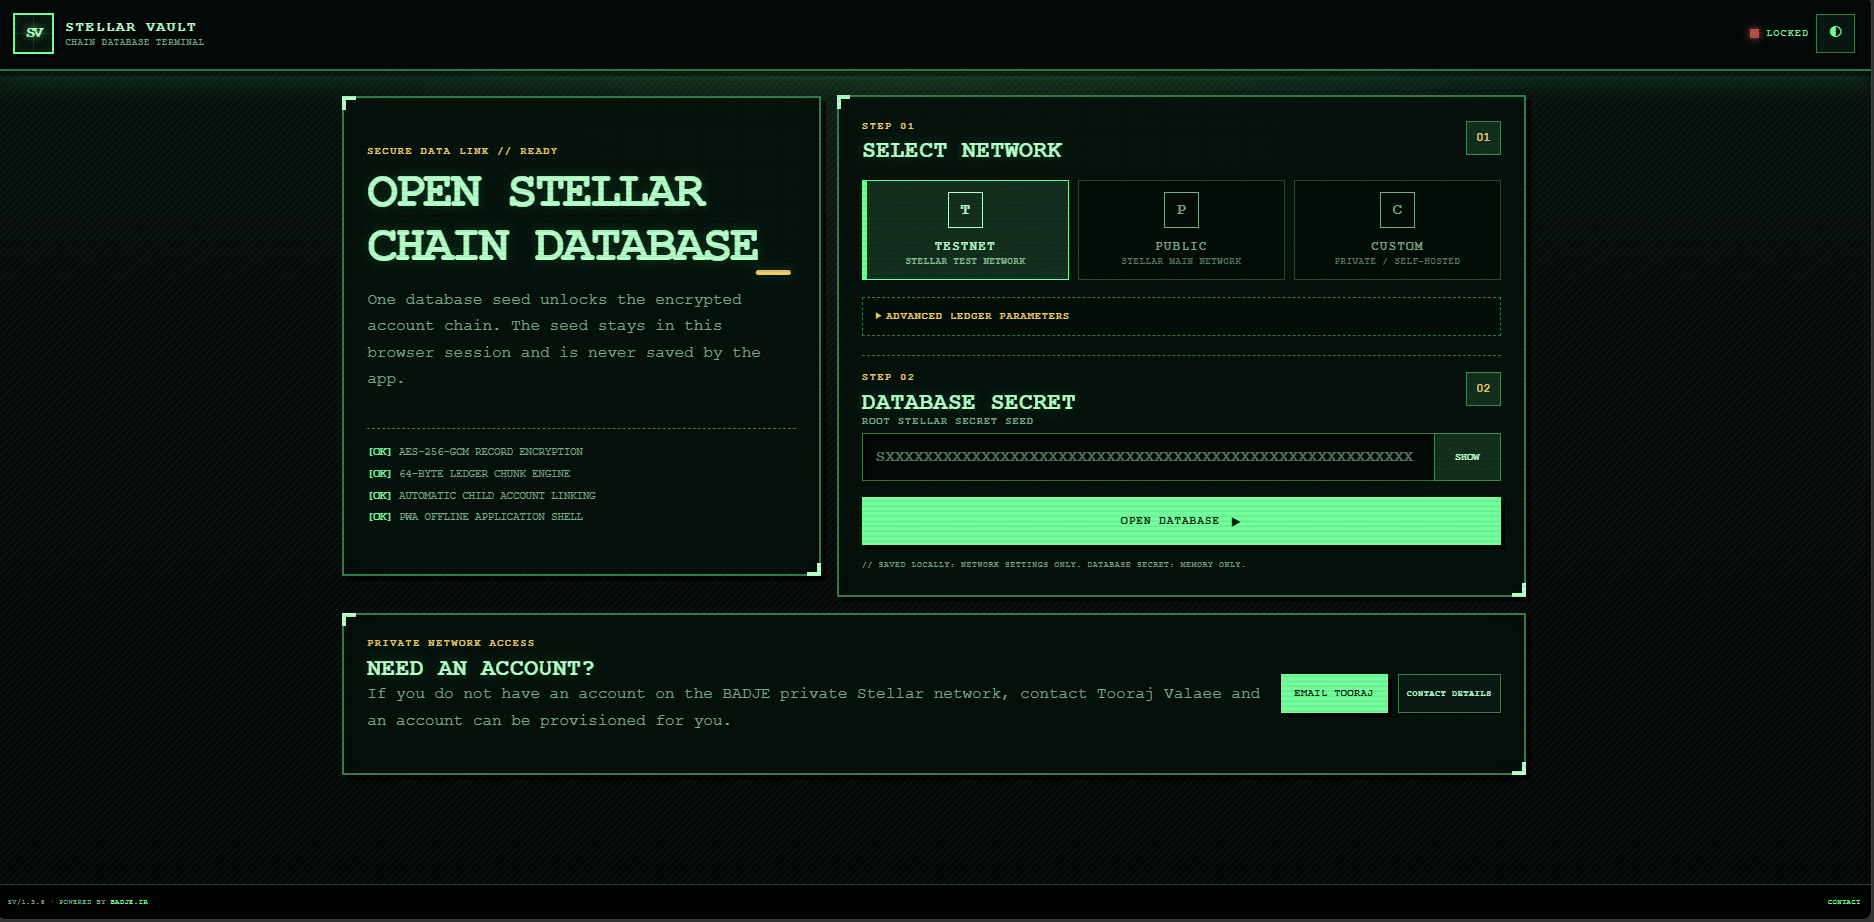 SV
STELLAR VAULT
CHAIN DATABASE TERMINAL
LOCKED
SECURE DATA LINK // READY
OPEN STELLAR
CHAIN DATABASE_
One database seed unlocks the encrypted
account chain. The seed stays in this
browser session and is never saved by the
app.
[OK] AES-256-GCM RECORD ENCRYPTION
[OK] 64-BYTE LEDGER CHUNK ENGINE
[OK] AUTOMATIC CHILD ACCOUNT LINKING
[OK] PWA OFFLINE APPLICATION SHELL
STEP 01
SELECT NETWORK
01
T
TESTNET
STELLAR TEST NETWORK
P
PUBLIC
STELLAR MAIN NETWORK
C
CUSTOM
PRIVATE / SELF-HOSTED
▶ ADVANCED LEDGER PARAMETERS
STEP 02
DATABASE SECRET
02
ROOT STELLAR SECRET SEED
SXXXXXXXXXXXXXXXXXXXXXXXXXXXXXXXXXXXXXXXXXXXXXXXXXXXXXXX
SHOW
OPEN DATABASE ▶
// SAVED LOCALLY: NETWORK SETTINGS ONLY. DATABASE SECRET: MEMORY ONLY.
PRIVATE NETWORK ACCESS
NEED AN ACCOUNT?
If you do not have an account on the BADJE private Stellar network, contact Tooraj Valaee and
an account can be provisioned for you.
EMAIL TOORAJ
CONTACT DETAILS
SV/1.3.6 · POWERED BY BADJE.IR
CONTACT